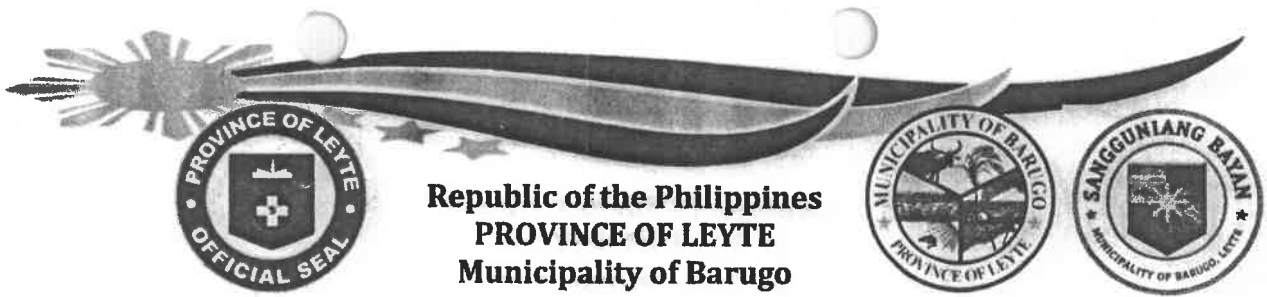 PROVINCE OF LEYTE
OFFICIAL SEAL
Republic of the Philippines
PROVINCE OF LEYTE
Municipality of Barugo
MUNICIPALITY OF BARUGO
PROVINCE OF LEYTE
SANGGUNIANG BAYAN
MUNICIPALITY OF BARUGO, LEYTE